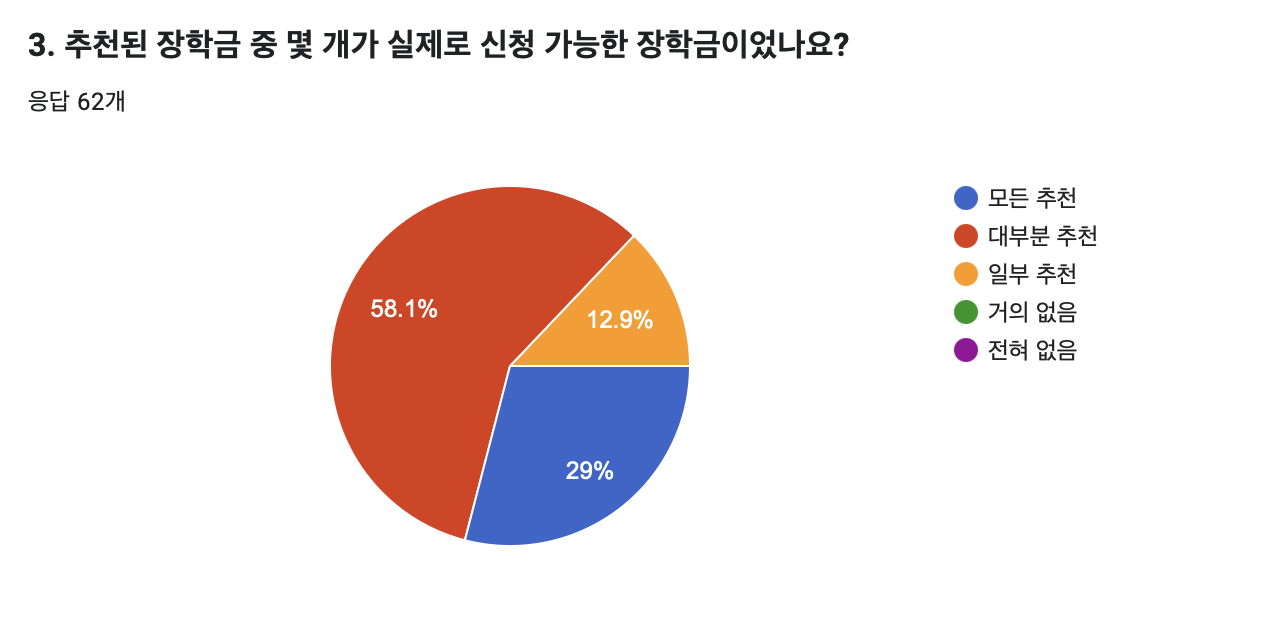 3. 추천된 장학금 중 몇 개가 실제로 신청 가능한 장학금이었나요?
응답 62개
모든 추천
대부분 추천
일부 추천
거의 없음
전혀 없음
58.1%
12.9%
29%